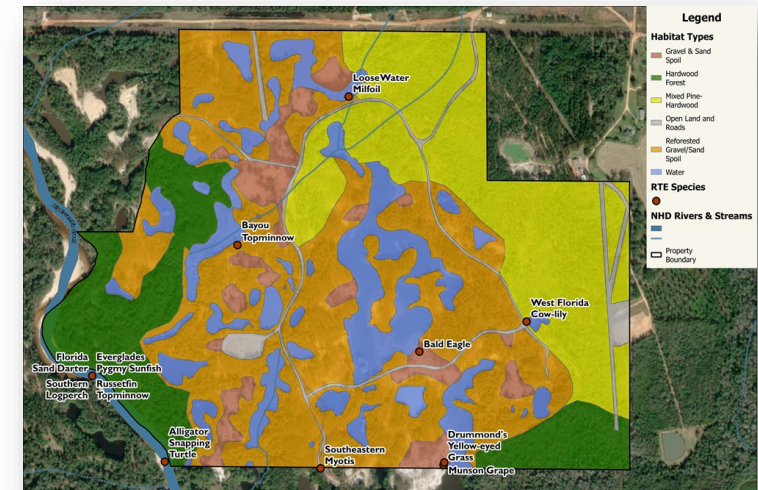 Legend
Habitat Types
Gravel & Sand
Spoil
Hardwood
Forest
Mixed Pine-
Hardwood
Open Land and
Roads
Reforested
Gravel/Sand
Spoil
Water
RTE Species
NHD Rivers & Streams
Property
Boundary
Loose Water
Milfoil
Bayou
Topminnow
West Florida
Cow-lily
Bald Eagle
Florida
Sand Darter
Southern
Logperch
Everglades
Pygmy Sunfish
Russetfin
Topminnow
Alligator
Snapping
Turtle
Southeastern
Myotis
Drummond's
Yellow-eyed
Grass
Munson Grape